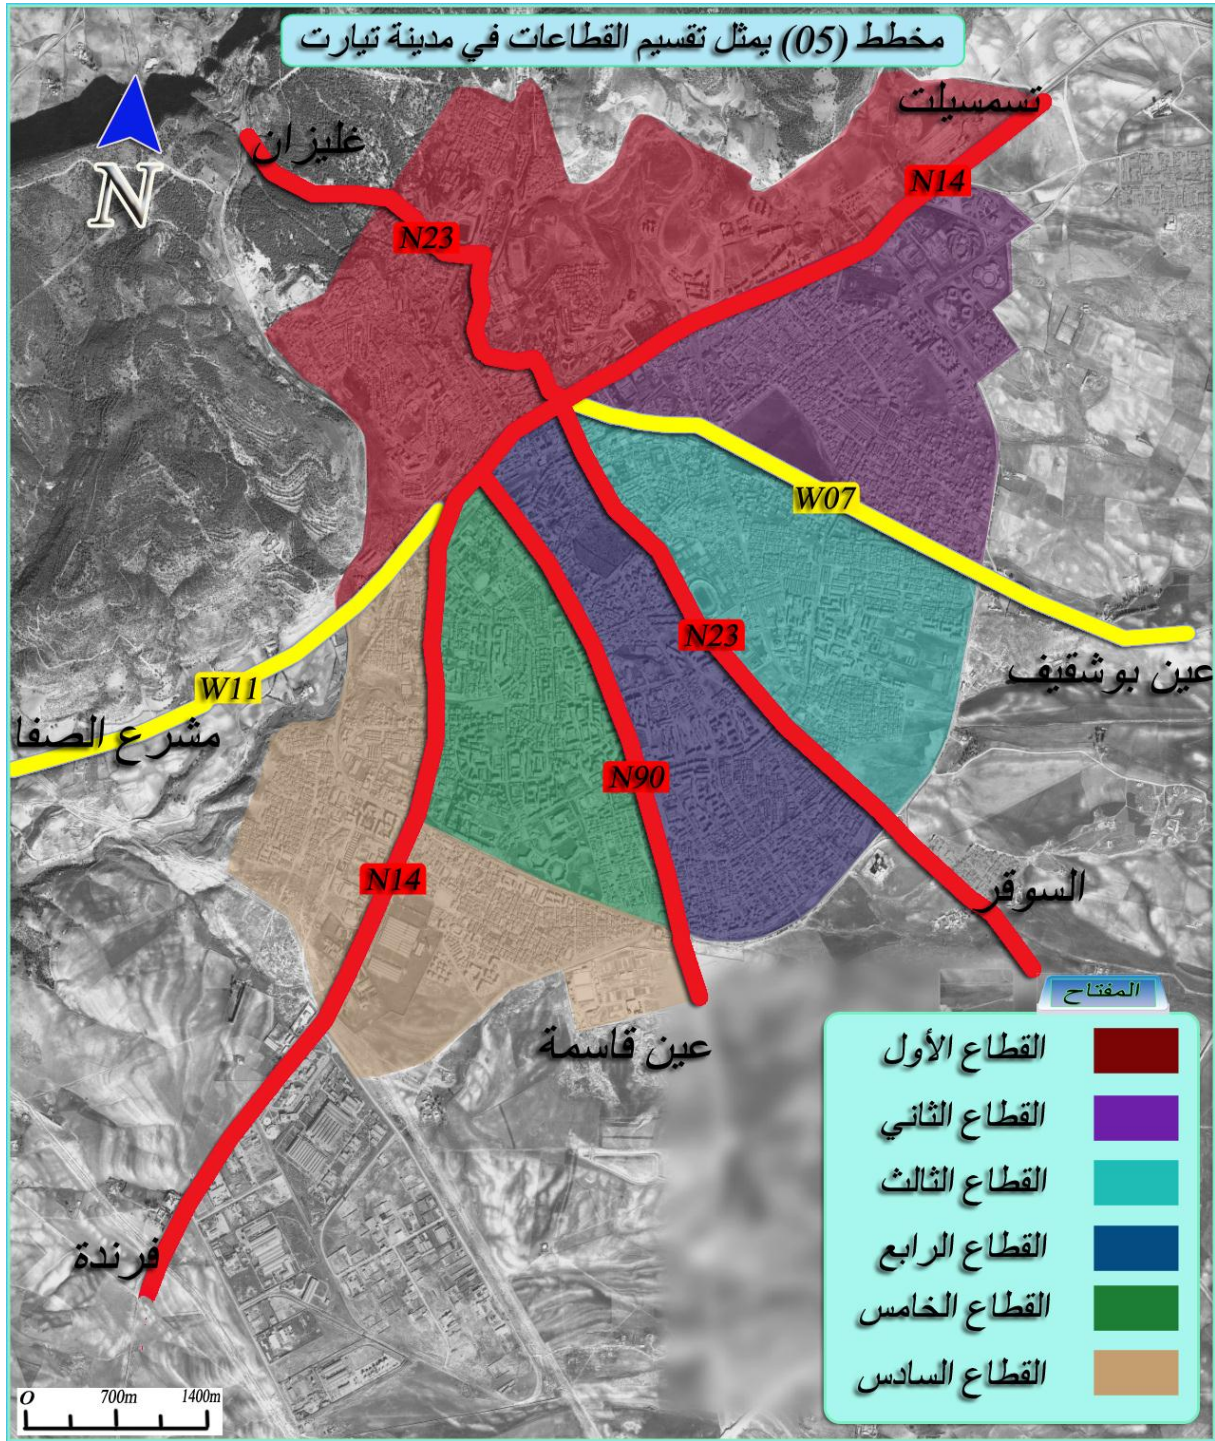 مخطط (05) يمثل تقسيم القطاعات في مدينة تيارت
تسمسيلت
غليزان
N
N14
N23
W07
N23
عين بوشقيف
W11
مشرع الصفا
N90
N14
السوقر
المفتاح
عين قاسمة
القطاع الأول
القطاع الثاني
القطاع الثالث
القطاع الرابع
القطاع الخامس
القطاع السادس
فرندة
O 700m 1400m